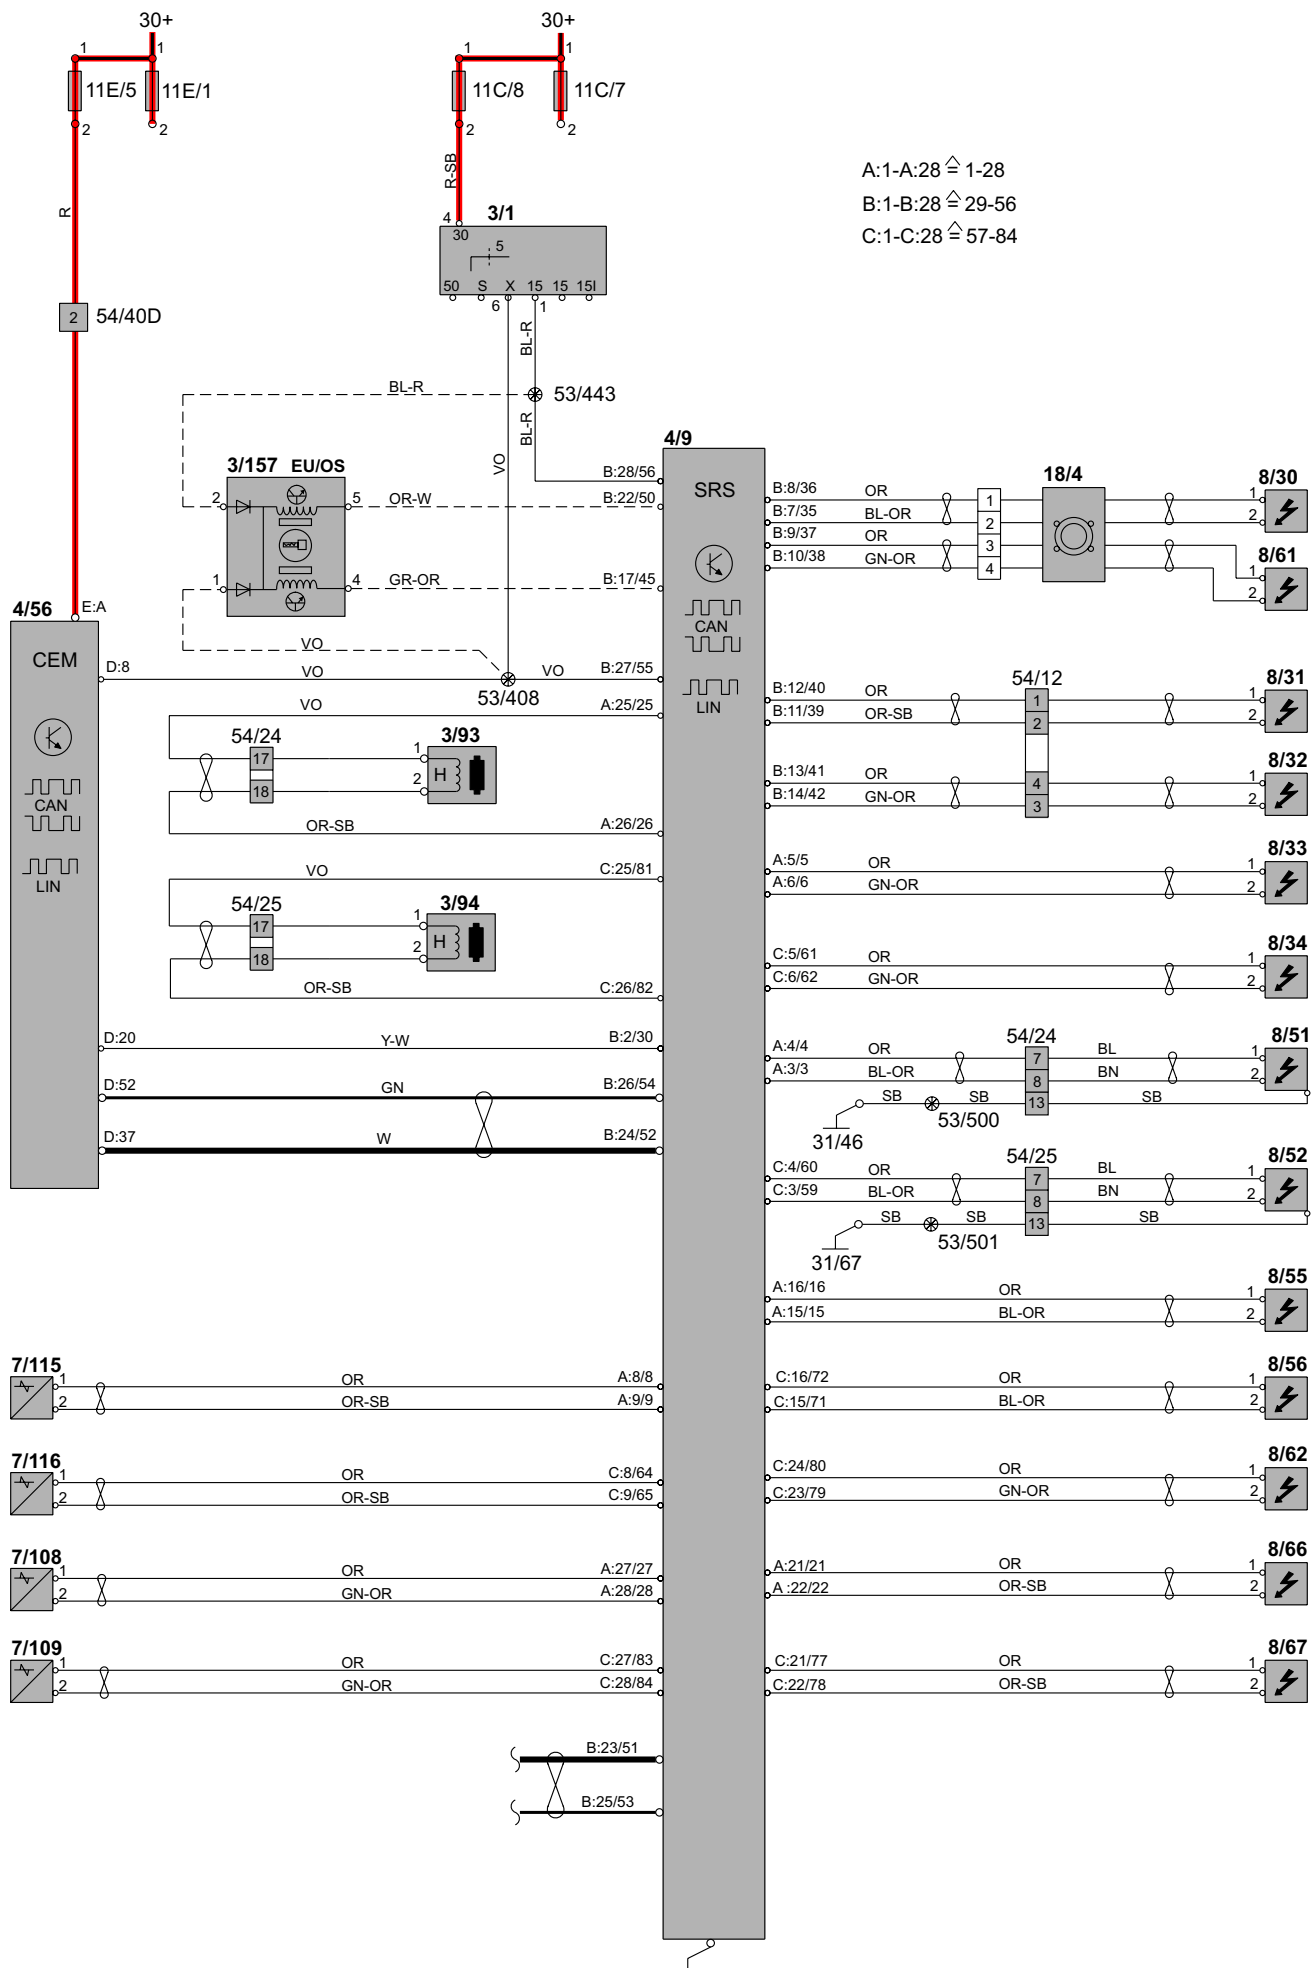 30+
30+
1
1
1
1
11E/5
11E/1
11C/8
11C/7
2
2
2
2
R
R-SB
A:1-A:28 ≙ 1-28
B:1-B:28 ≙ 29-56
C:1-C:28 ≙ 57-84
4
3/1
30
5
50
S
X
15
15
15I
6
1
2
54/40D
BL-R
BL-R
53/443
BL-R
VO
3/157
EU/OS
2
5
OR-W
1
4
GR-OR
VO
4/9
SRS
CAN
LIN
B:28/56
B:22/50
B:17/45
4/56
E:A
CEM
CAN
LIN
D:8
VO
VO
B:27/55
53/408
VO
A:25/25
54/24
17
18
3/93
1
2
H
OR-SB
A:26/26
VO
C:25/81
54/25
17
18
3/94
1
2
H
OR-SB
C:26/82
D:20
Y-W
B:2/30
D:52
GN
B:26/54
D:37
W
B:24/52
B:8/36
OR
1
18/4
1
8/30
B:7/35
BL-OR
2
2
B:9/37
OR
3
1
8/61
B:10/38
GN-OR
4
2
54/12
8/31
B:12/40
OR
1
1
B:11/39
OR-SB
2
2
8/32
B:13/41
OR
4
1
B:14/42
GN-OR
3
2
8/33
A:5/5
OR
1
A:6/6
GN-OR
2
8/34
C:5/61
OR
1
C:6/62
GN-OR
2
54/24
8/51
A:4/4
OR
7
BL
1
A:3/3
BL-OR
8
BN
2
SB
SB
13
SB
31/46
53/500
54/25
8/52
C:4/60
OR
7
BL
1
C:3/59
BL-OR
8
BN
2
SB
SB
13
SB
31/67
53/501
8/55
A:16/16
OR
1
A:15/15
BL-OR
2
7/115
1
OR
A:8/8
2
OR-SB
A:9/9
8/56
C:16/72
OR
1
C:15/71
BL-OR
2
7/116
1
OR
C:8/64
2
OR-SB
C:9/65
8/62
C:24/80
OR
1
C:23/79
GN-OR
2
7/108
1
OR
A:27/27
2
GN-OR
A:28/28
8/66
A:21/21
OR
1
A :22/22
OR-SB
2
7/109
1
OR
C:27/83
2
GN-OR
C:28/84
8/67
C:21/77
OR
1
C:22/78
OR-SB
2
B:23/51
B:25/53